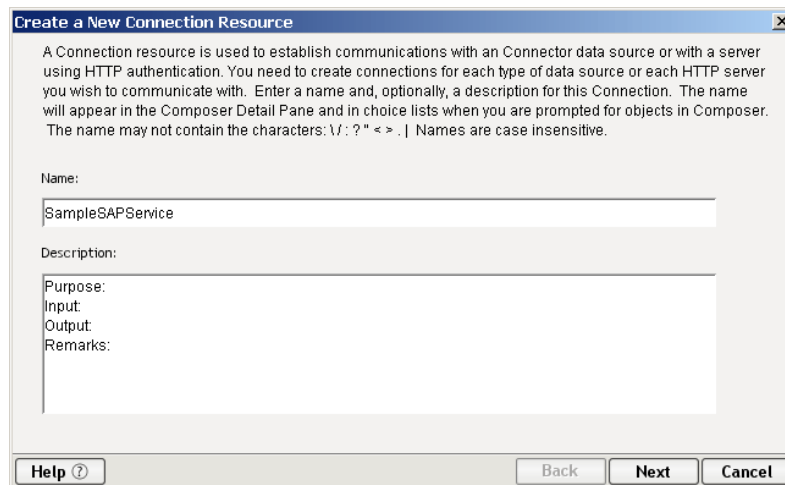 Create a New Connection Resource
A Connection resource is used to establish communications with an Connector data source or with a server
using HTTP authentication. You need to create connections for each type of data source or each HTTP server
you wish to communicate with.  Enter a name and, optionally, a description for this Connection.  The name
will appear in the Composer Detail Pane and in choice lists when you are prompted for objects in Composer.
The name may not contain the characters: \ / : ? " < > . |  Names are case insensitive.
Name:
SampleSAPService
Description:
Purpose:
Input:
Output:
Remarks:
Help ?
Back Next Cancel